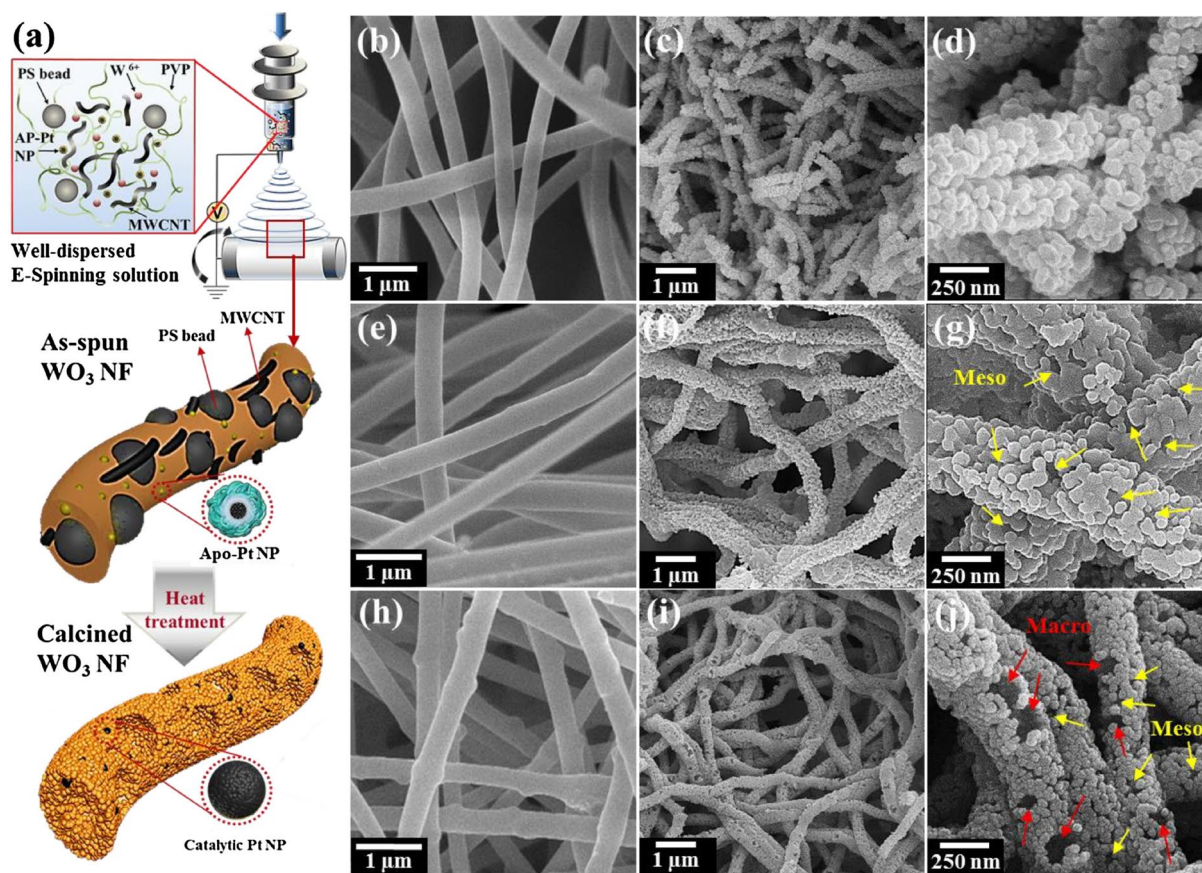 (a)
PS bead
W 6+
PVP
AP-Pt
NP
MWCNT
V
Well-dispersed
E-Spinning solution
MWCNT
PS bead
As-spun
WO3 NF
Apo-Pt NP
Heat
treatment
Calcined
WO3 NF
Catalytic Pt NP
(b)
1 μm
(c)
1 μm
(d)
250 nm
(e)
1 μm
(f)
1 μm
(g)
Meso
250 nm
(h)
1 μm
(i)
1 μm
(j)
Macro
Meso
250 nm